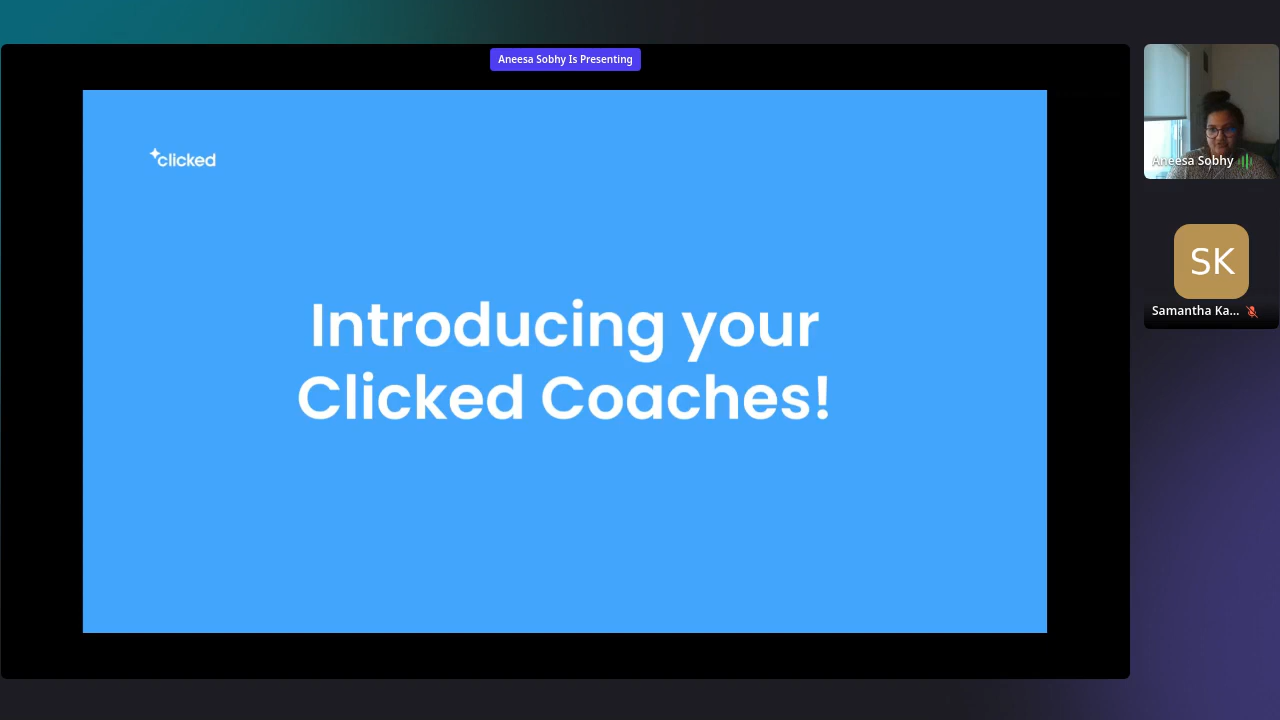 Aneesa Sobhy Is Presenting
clicked
Introducing your
Clicked Coaches!
Aneesa Sobhy
SK
Samantha Ka...